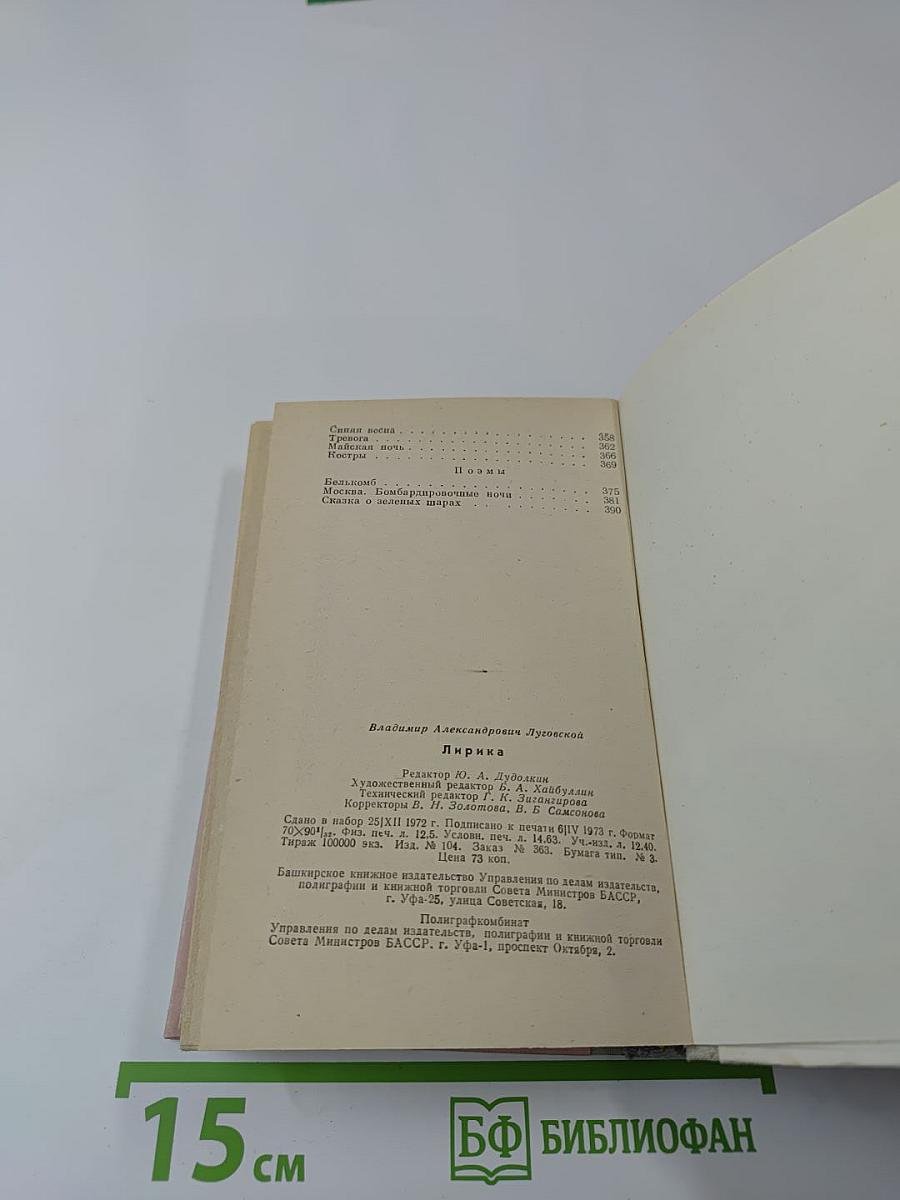 Синяя весна . . . . . . . . . . . . . . . . . 358
Тревога . . . . . . . . . . . . . . . . . . . 362
Майская ночь . . . . . . . . . . . . . . . . 366
Костры . . . . . . . . . . . . . . . . . . . 369
Поэмы
Белькомб . . . . . . . . . . . . . . . . . . 375
Москва. Бомбардировочные ночи . . . . . . . 381
Сказка о зеленых шарах . . . . . . . . . . 390
Владимир Александрович Луговской
Лирика
Редактор Ю. А. Дудолкин
Художественный редактор Б. А. Хайбуллин
Технический редактор Г. К. Зигангирова
Корректоры В. Н. Золотова, В. Б Самсонова
Сдано в набор 25|XII 1972 г. Подписано к печати 6|IV 1973 г. Формат
70×90¹/₃₂. Физ. печ. л. 12.5. Условн. печ. л. 14.63. Уч.-изд. л. 12.40.
Тираж 100000 экз. Изд. № 104. Заказ № 363. Бумага тип. № 3.
Цена 73 коп.
Башкирское книжное издательство Управления по делам издательств,
полиграфии и книжной торговли Совета Министров БАССР,
г. Уфа-25, улица Советская, 18.
Полиграфкомбинат
Управления по делам издательств, полиграфии и книжной торговли
Совета Министров БАССР. г. Уфа-1, проспект Октября, 2.
15 см
БФ БИБЛИОФАН